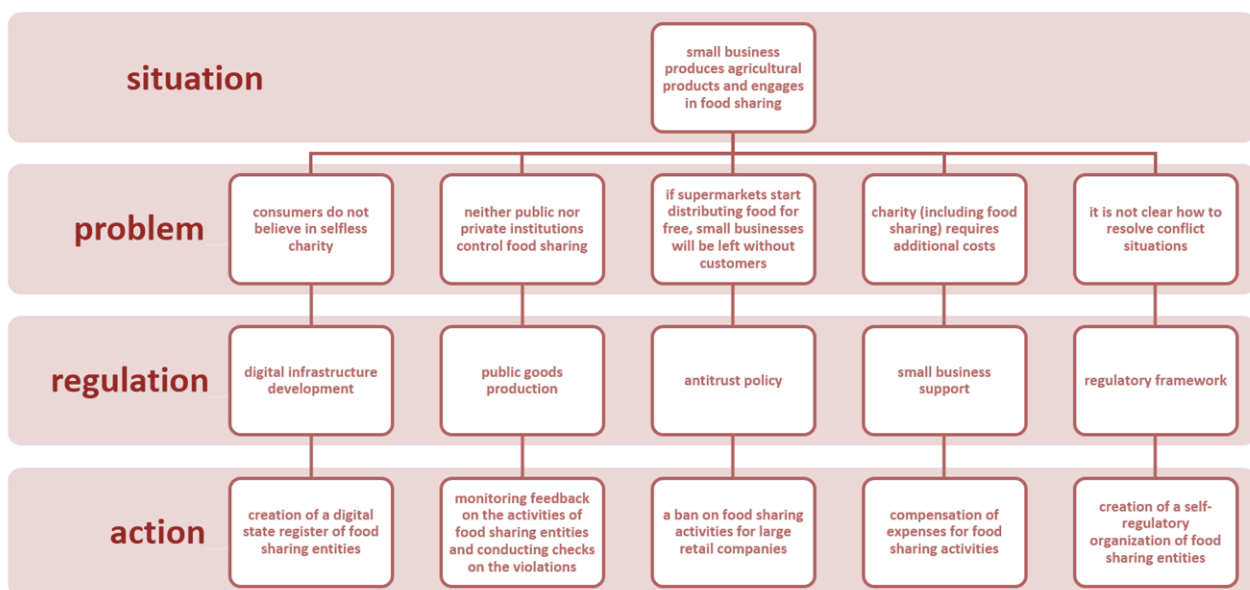 situation
small business
produces agricultural
products and engages
in food sharing
problem
consumers do not
believe in selfless
charity
neither public nor
private institutions
control food sharing
if supermarkets start
distributing food for
free, small businesses
will be left without
customers
charity (including food
sharing) requires
additional costs
it is not clear how to
resolve conflict
situations
regulation
digital infrastructure
development
public goods
production
antitrust policy
small business
support
regulatory framework
action
creation of a digital
state register of food
sharing entities
monitoring feedback
on the activities of
food sharing entities
and conducting checks
on the violations
a ban on food sharing
activities for large
retail companies
compensation of
expenses for food
sharing activities
creation of a self-
regulatory
organization of food
sharing entities